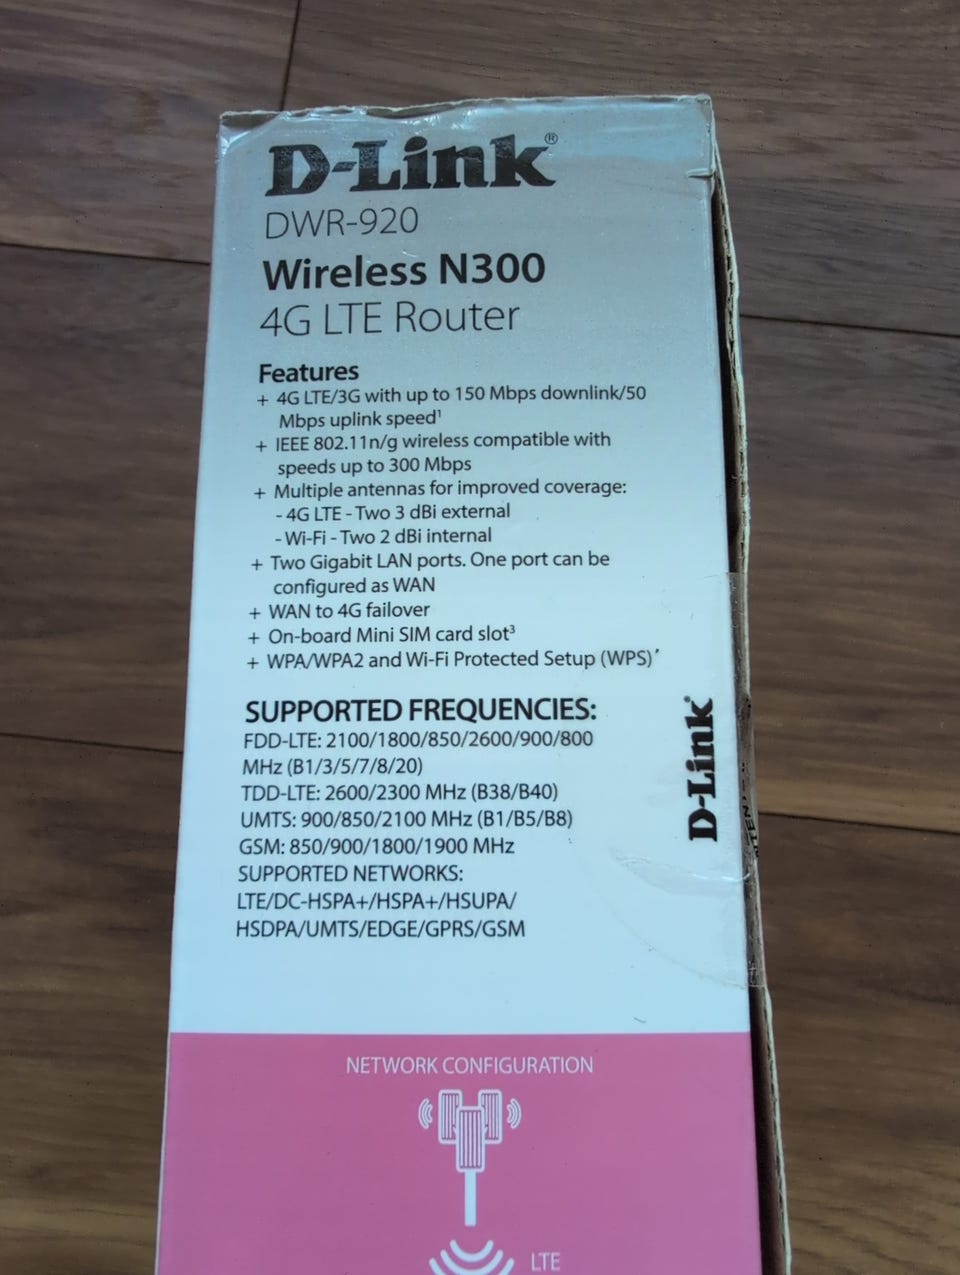 D-Link®
DWR-920
Wireless N300
4G LTE Router
Features
+ 4G LTE/3G with up to 150 Mbps downlink/50
Mbps uplink speed¹
+ IEEE 802.11n/g wireless compatible with
speeds up to 300 Mbps
+ Multiple antennas for improved coverage:
- 4G LTE - Two 3 dBi external
- Wi-Fi - Two 2 dBi internal
+ Two Gigabit LAN ports. One port can be
configured as WAN
+ WAN to 4G failover
+ On-board Mini SIM card slot³
+ WPA/WPA2 and Wi-Fi Protected Setup (WPS)
SUPPORTED FREQUENCIES:
FDD-LTE: 2100/1800/850/2600/900/800
MHz (B1/3/5/7/8/20)
TDD-LTE: 2600/2300 MHz (B38/B40)
UMTS: 900/850/2100 MHz (B1/B5/B8)
GSM: 850/900/1800/1900 MHz
SUPPORTED NETWORKS:
LTE/DC-HSPA+/HSPA+/HSUPA/
HSDPA/UMTS/EDGE/GPRS/GSM
D-Link
NETWORK CONFIGURATION
LTE